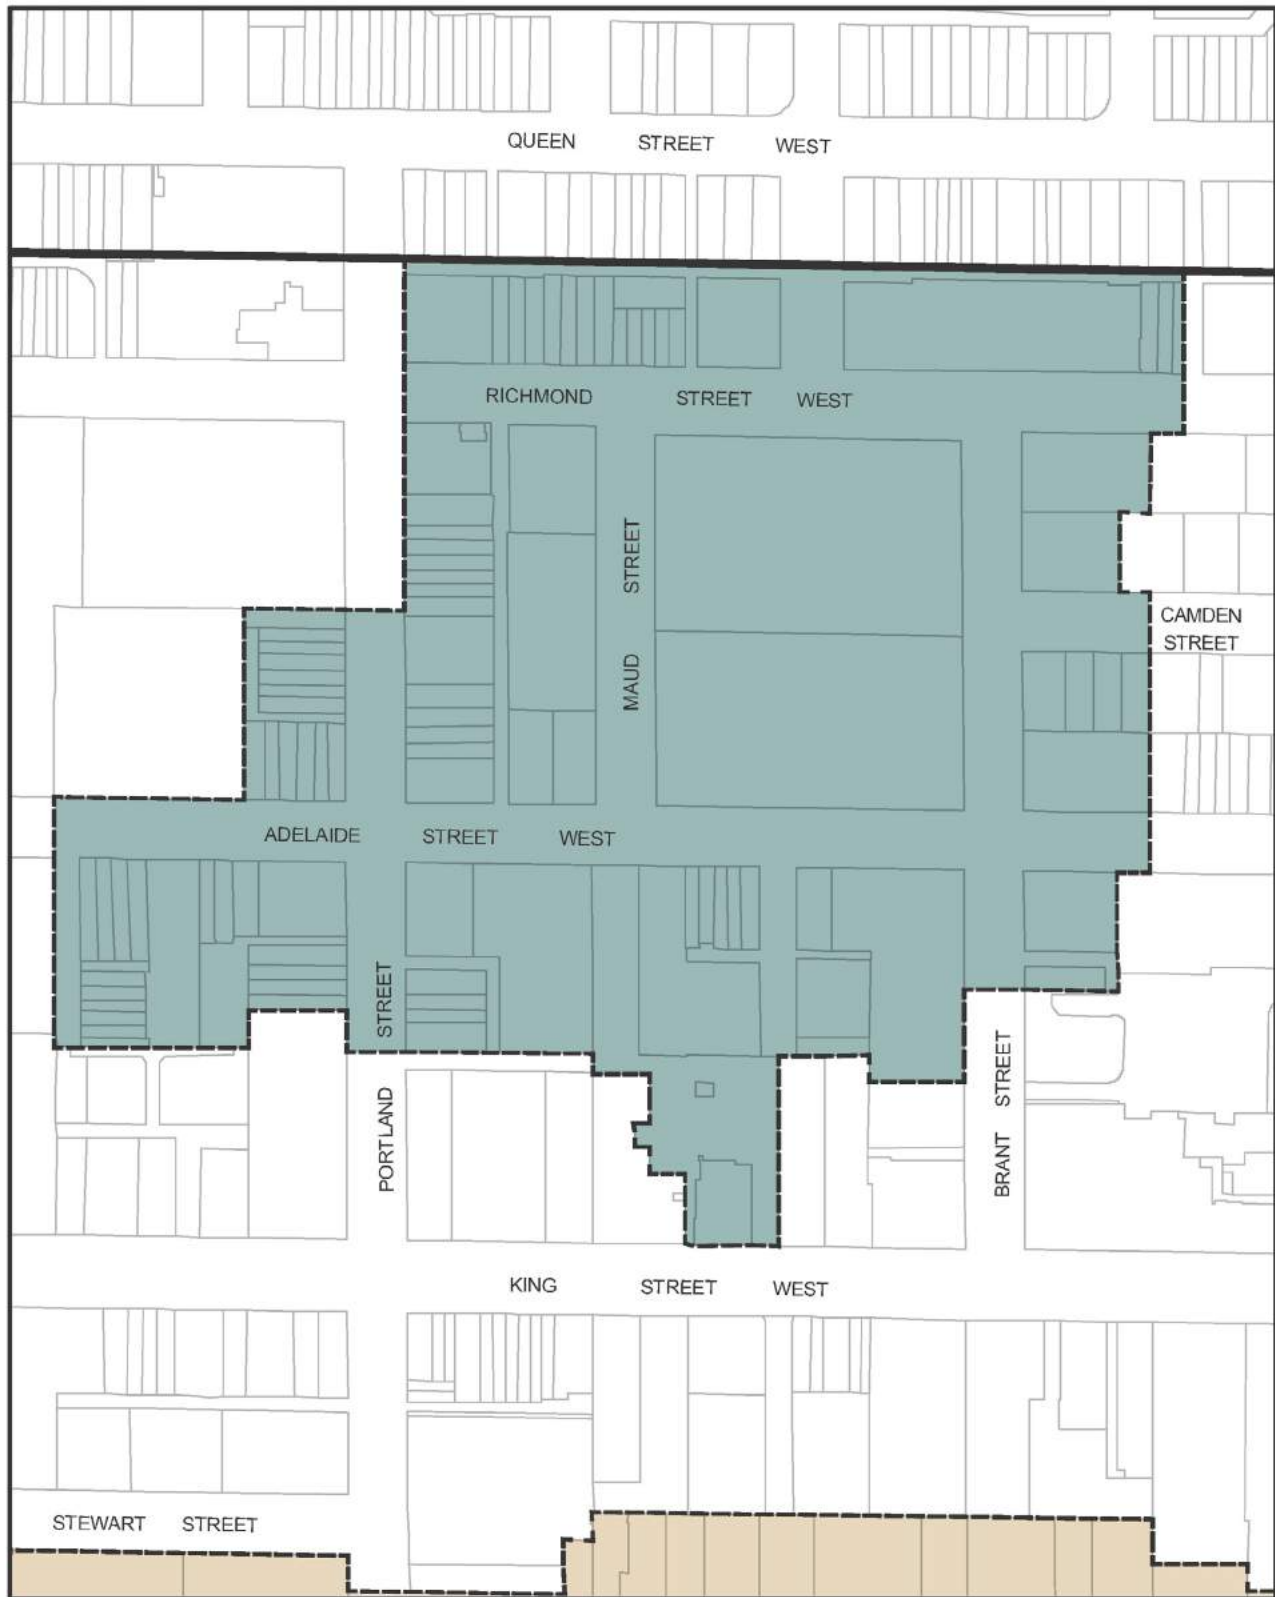 QUEEN STREET WEST
RICHMOND STREET WEST
MAUD STREET
CAMDEN
STREET
ADELAIDE STREET WEST
PORTLAND STREET
BRANT STREET
KING STREET WEST
STEWART STREET